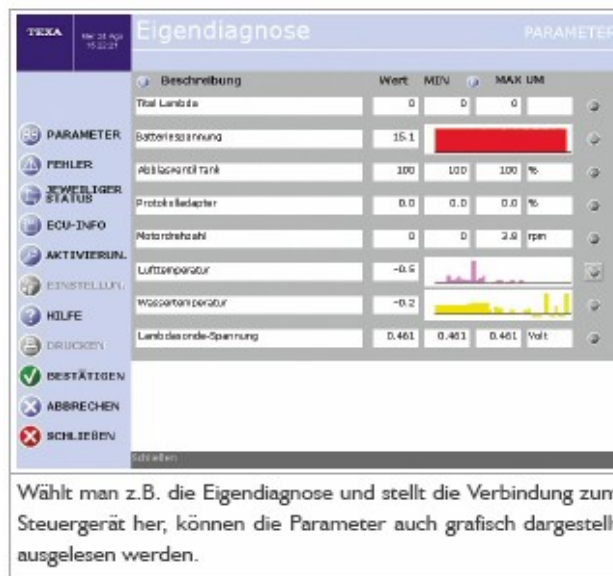 TEXA
Eigendiagnose
PARAMETER
Beschreibung Wert MIN MAX UM
Titel Lambda 0 0 0
PARAMETER
Batteriespannung 15.1
FEHLER
Abblasventil Tank 100 100 100 %
JEWEILIGER STATUS
Protokolladapter 0.0 0.0 0.0 %
ECU-INFO
Motordrehzahl 0 0 3.8 rpm
AKTIVIERUN.
Lufttemperatur -0.5
EINSTELLUN.
Wassertemperatur -0.2
HILFE
Lambdasonde-Spannung 0.461 0.461 0.461 Volt
DRUCKEN
BESTÄTIGEN
ABBRECHEN
SCHLIEßEN
Schließen
Wählt man z.B. die Eigendiagnose und stellt die Verbindung zum
Steuergerät her, können die Parameter auch grafisch dargestellt
ausgelesen werden.